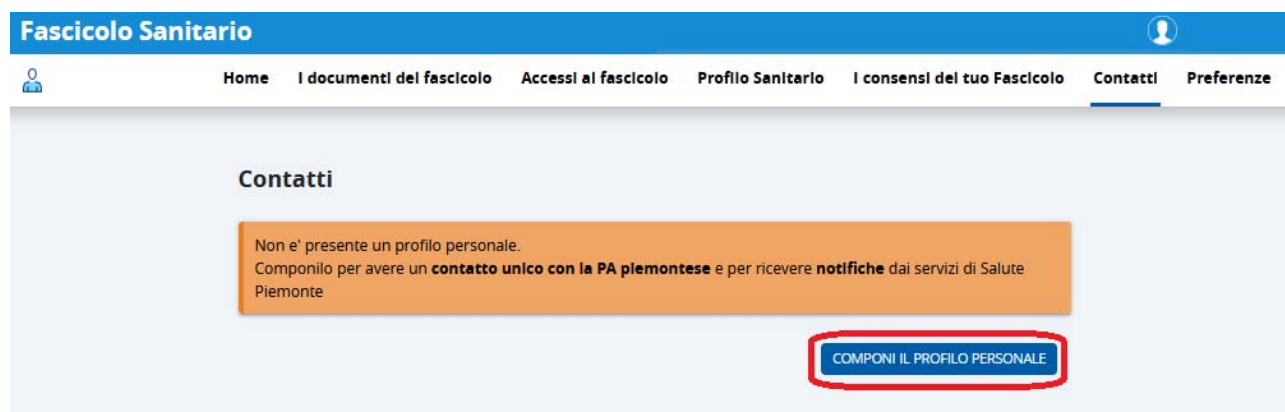 Fascicolo Sanitario
Home I documenti del fascicolo Accessi al fascicolo Profilo Sanitario I consensi del tuo Fascicolo Contatti Preferenze
Contatti
Non e' presente un profilo personale.
Componilo per avere un contatto unico con la PA piemontese e per ricevere notifiche dai servizi di Salute
Piemonte
COMPONI IL PROFILO PERSONALE